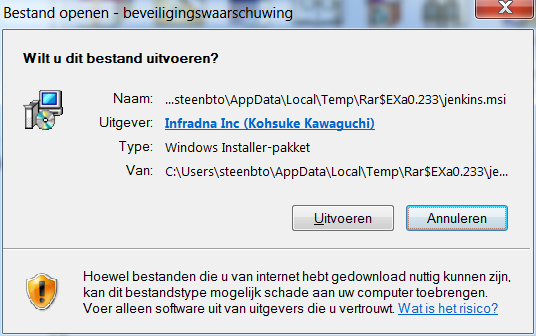 Bestand openen - beveiligingswaarschuwing
Wilt u dit bestand uitvoeren?
Naam: ...steenbto\AppData\Local\Temp\Rar$EXa0.233\jenkins.msi
Uitgever: Infradna Inc (Kohsuke Kawaguchi)
Type: Windows Installer-pakket
Van: C:\Users\steenbto\AppData\Local\Temp\Rar$EXa0.233\je...
Uitvoeren Annuleren
Hoewel bestanden die u van internet hebt gedownload nuttig kunnen zijn,
kan dit bestandstype mogelijk schade aan uw computer toebrengen.
Voer alleen software uit van uitgevers die u vertrouwt. Wat is het risico?